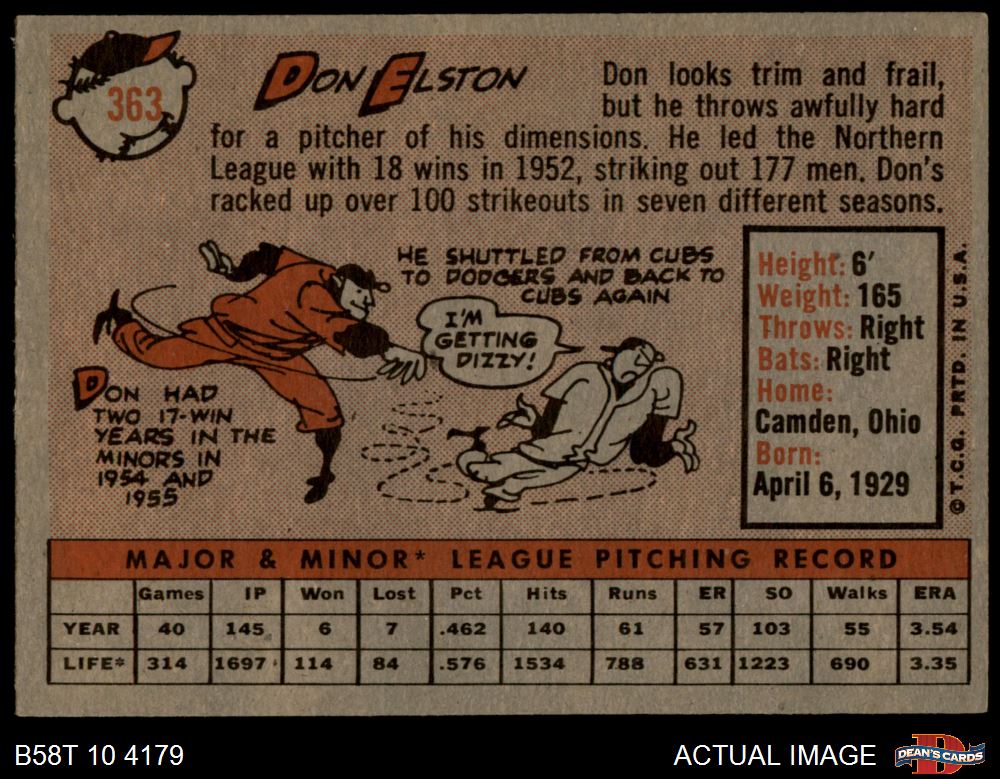 363
DON ELSTON
Don looks trim and frail,
but he throws awfully hard
for a pitcher of his dimensions. He led the Northern
League with 18 wins in 1952, striking out 177 men. Don's
racked up over 100 strikeouts in seven different seasons.
HE SHUTTLED FROM CUBS
TO DODGERS AND BACK TO
CUBS AGAIN
I'M
GETTING
DIZZY!
DON HAD
TWO 17-WIN
YEARS IN THE
MINORS IN
1954 AND
1955
Height: 6'
Weight: 165
Throws: Right
Bats: Right
Home:
Camden, Ohio
Born:
April 6, 1929
© T.C.G. PRTD. IN U.S.A.
MAJOR & MINOR* LEAGUE PITCHING RECORD
Games IP Won Lost Pct Hits Runs ER SO Walks ERA
YEAR 40 145 6 7 .462 140 61 57 103 55 3.54
LIFE* 314 1697 114 84 .576 1534 788 631 1223 690 3.35
B58T 10 4179
ACTUAL IMAGE
DEAN'S CARDS